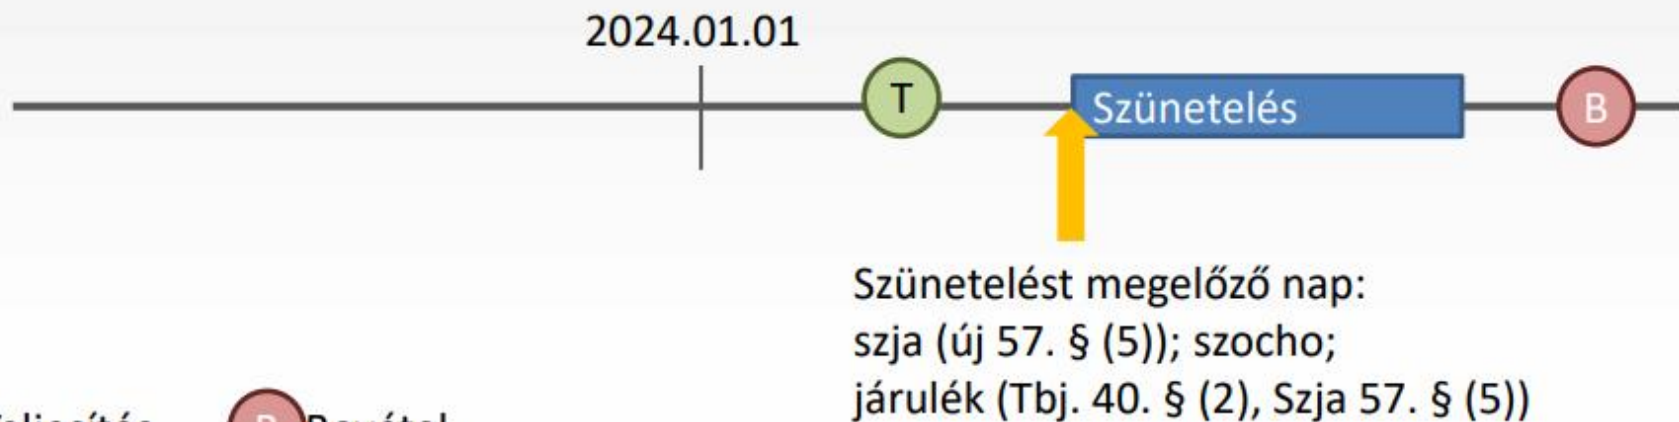 2024.01.01
T
Szünetelés
B
Szünetelést megelőző nap:
szja (új 57. § (5)); szocho;
járulék (Tbj. 40. § (2), Szja 57. § (5))